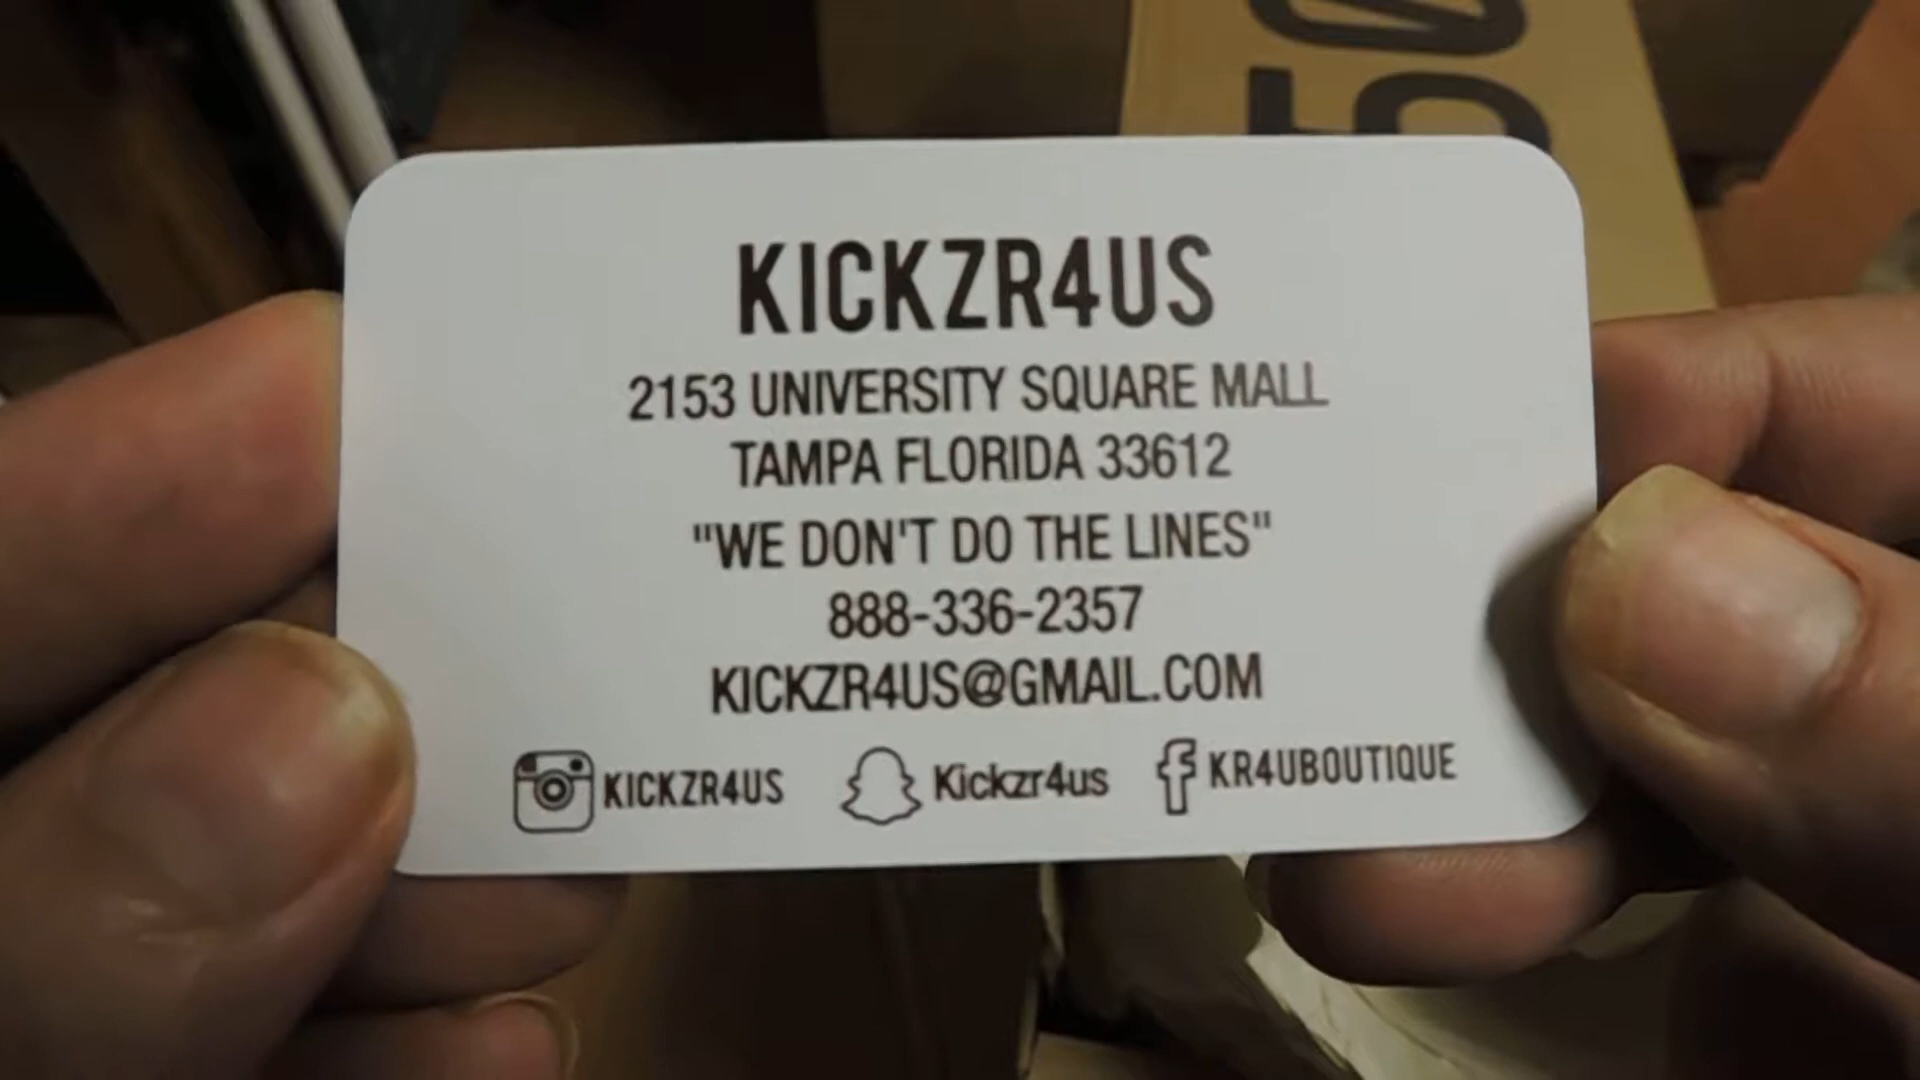 50
KICKZR4US
2153 UNIVERSITY SQUARE MALL
TAMPA FLORIDA 33612
"WE DON'T DO THE LINES"
888-336-2357
KICKZR4US@GMAIL.COM
KICKZR4US Kickzr4us KR4UBOUTIQUE